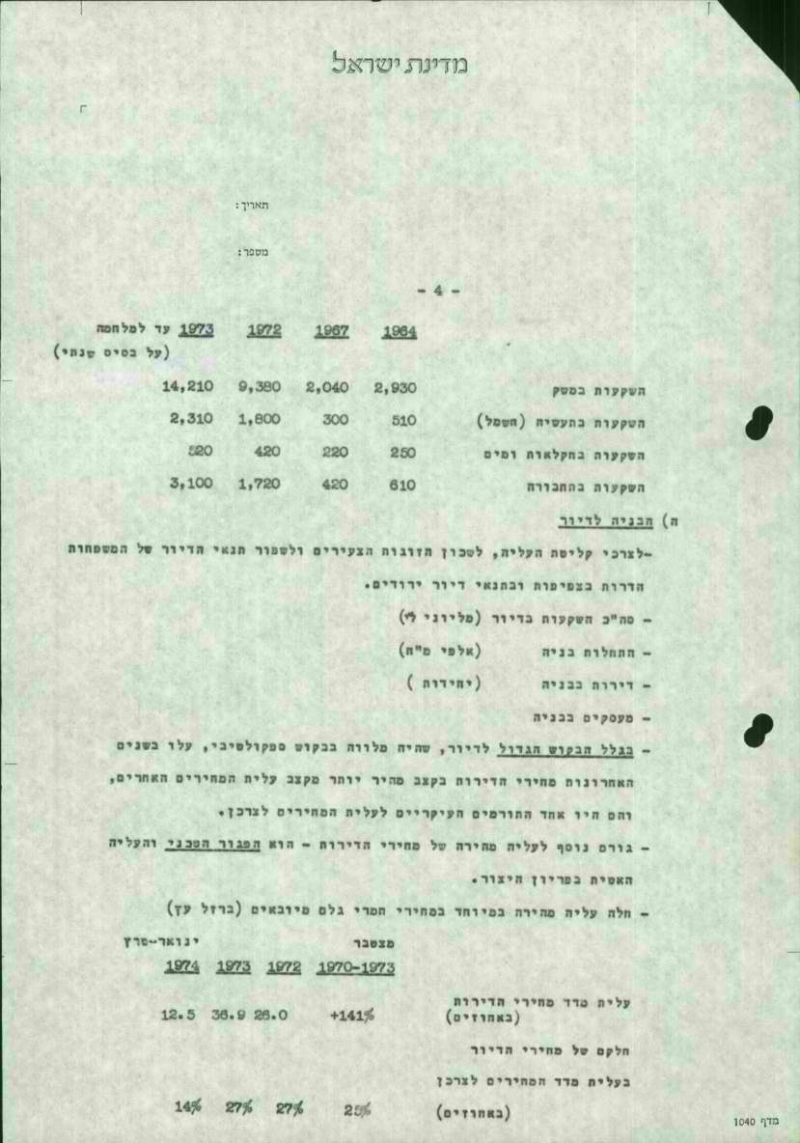 מדינת ישראל
תאריך:
מספר:
- 4 -
1964 1967 1972 1973 עד למלחמה
(על בסיס שנתי)
השקעות במשק 2,930 2,040 9,380 14,210
השקעות בתעשיה (חשמל) 510 300 1,800 2,310
השקעות בחקלאות ומים 250 220 420 520
השקעות בתחבורה 610 420 1,720 3,100
ח) הבניה לדיור
-לצרכי קליטת העליה, לשכון הזוגות הצעירים ולשפור תנאי הדיור של המשפחות
הדרות בצפיפות ובתנאי דיור ירודים.
- סה"כ השקעות בדיור (מליוני ל"י)
- התחלות בניה (אלפי מ"ח)
- דירות בבניה (יחידות )
- מעסקים בבניה
- בגלל הבקוש הגדול לדיור, שהיה מלווה בבקוש ספקולטיבי, עלו בשנים
האחרונות מחירי הדירות בקצב מהיר יותר מקצב עלית המחירים האחרים,
והם היו אחד התורמים העיקריים לעלית המחירים לצרכן.
- גורם נוסף לעליה מהירה של מחירי הדירות - הוא הפגור הטכני והעליה
האטית בפריון היצור.
- חלה עליה מהירה במיוחד במחירי חמרי גלם מיובאים (ברזל עץ)
מצטבר ינואר-מרץ
1970-1973 1972 1973 1974
עלית מדד מחירי הדירות
(באחוזים) +141% 26.0 36.9 12.5
חלקם של מחירי הדיור
בעלית מדד המחירים לצרכן
(באחוזים) 25% 27% 27% 14%
מדף 1040